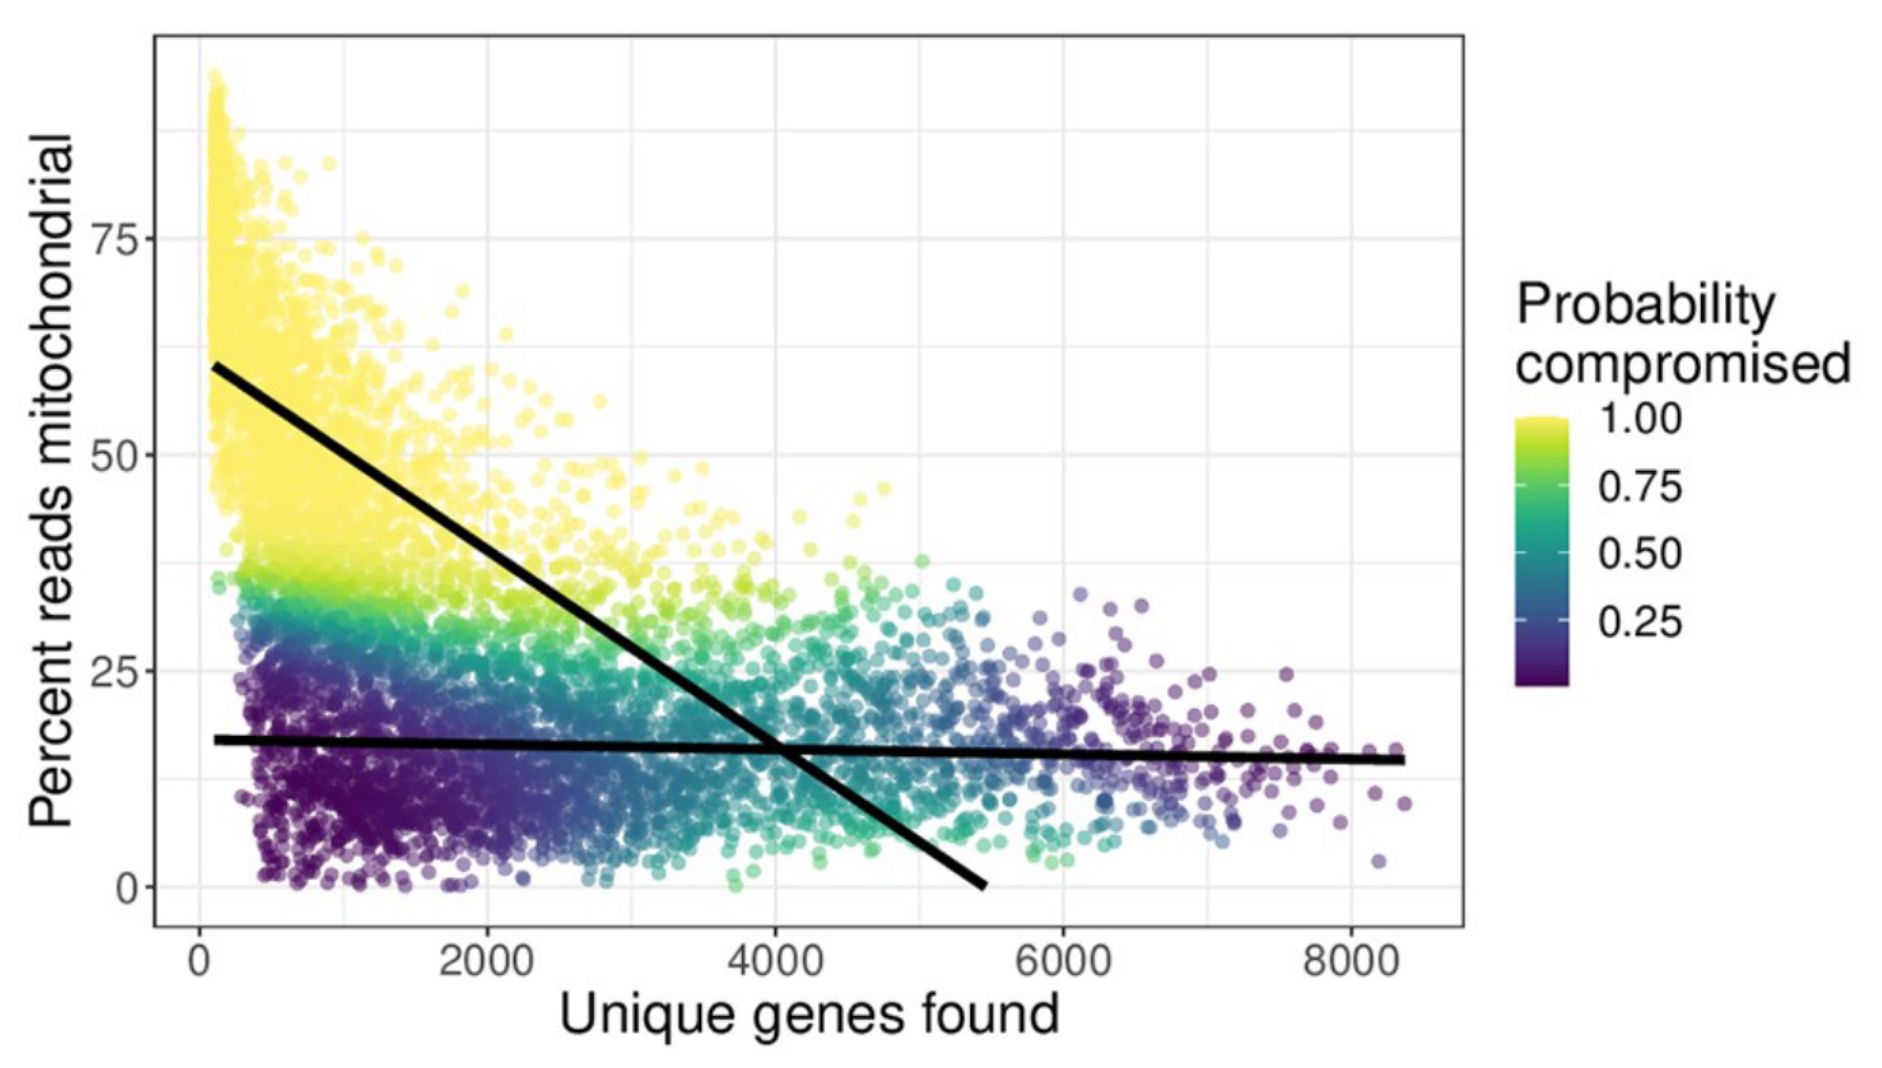 Percent reads mitochondrial
75
50
25
0
0 2000 4000 6000 8000
Unique genes found
Probability
compromised
1.00
0.75
0.50
0.25